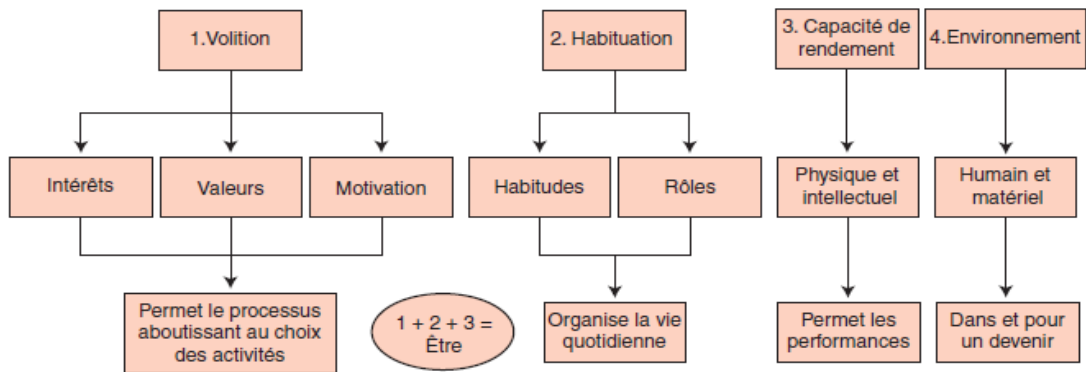 1.Volition
2. Habituation
3. Capacité de
rendement
4.Environnement
Intérêts
Valeurs
Motivation
Habitudes
Rôles
Physique et
intellectuel
Humain et
matériel
Permet le processus
aboutissant au choix
des activités
1 + 2 + 3 =
Être
Organise la vie
quotidienne
Permet les
performances
Dans et pour
un devenir